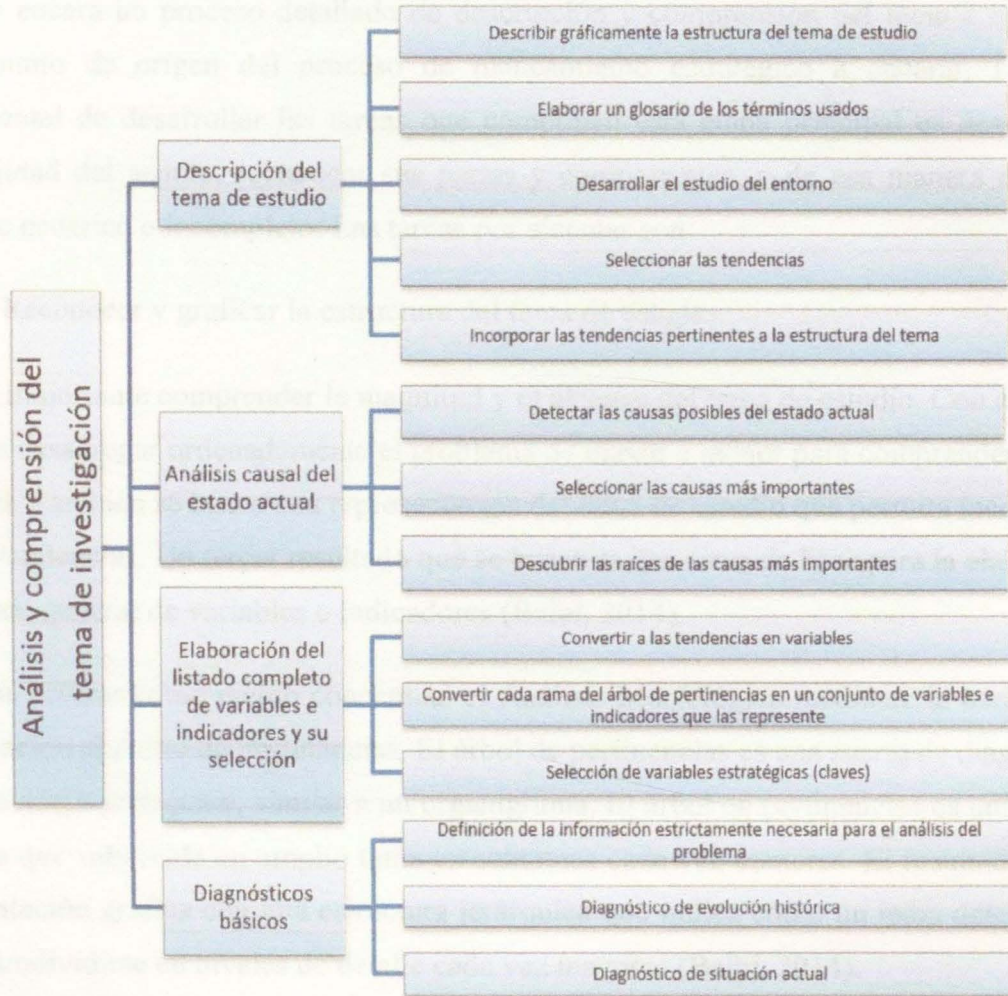 Análisis y comprensión del
tema de investigación
Descripción del
tema de estudio
Describir gráficamente la estructura del tema de estudio
Elaborar un glosario de los términos usados
Desarrollar el estudio del entorno
Seleccionar las tendencias
Incorporar las tendencias pertinentes a la estructura del tema
Análisis causal del
estado actual
Detectar las causas posibles del estado actual
Seleccionar las causas más importantes
Descubrir las raíces de las causas más importantes
Elaboración del
listado completo
de variables e
indicadores y su
selección
Convertir a las tendencias en variables
Convertir cada rama del árbol de pertinencias en un conjunto de variables e
indicadores que las represente
Selección de variables estratégicas (claves)
Diagnósticos
básicos
Definición de la información estrictamente necesaria para el análisis del
problema
Diagnóstico de evolución histórica
Diagnóstico de situación actual